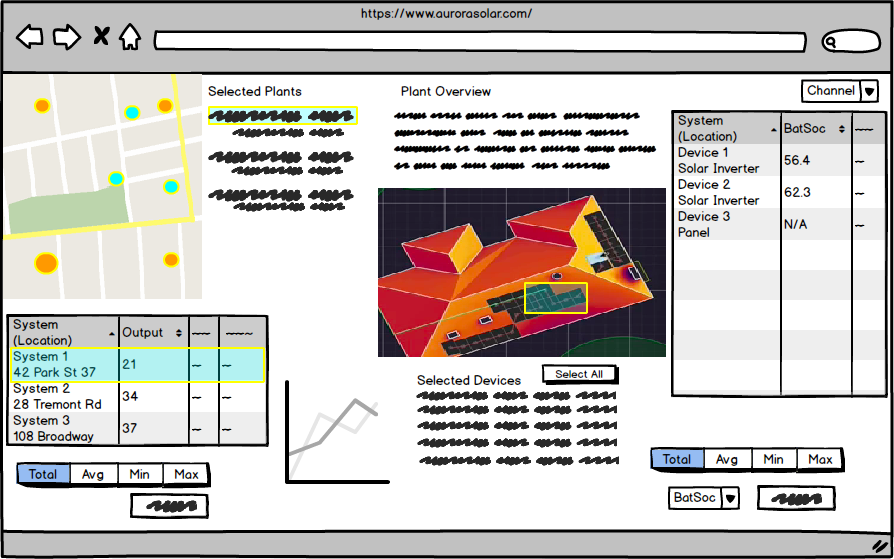 https://www.aurorasolar.com/
Selected Plants
Plant Overview
Channel
System
(Location)
BatSoc
Device 1
Solar Inverter
56.4
Device 2
Solar Inverter
62.3
Device 3
Panel
N/A
System
(Location)
Output
System 1
42 Park St 37
21
System 2
28 Tremont Rd
34
System 3
108 Broadway
37
Selected Devices
Select All
Total Avg Min Max
Total Avg Min Max
BatSoc